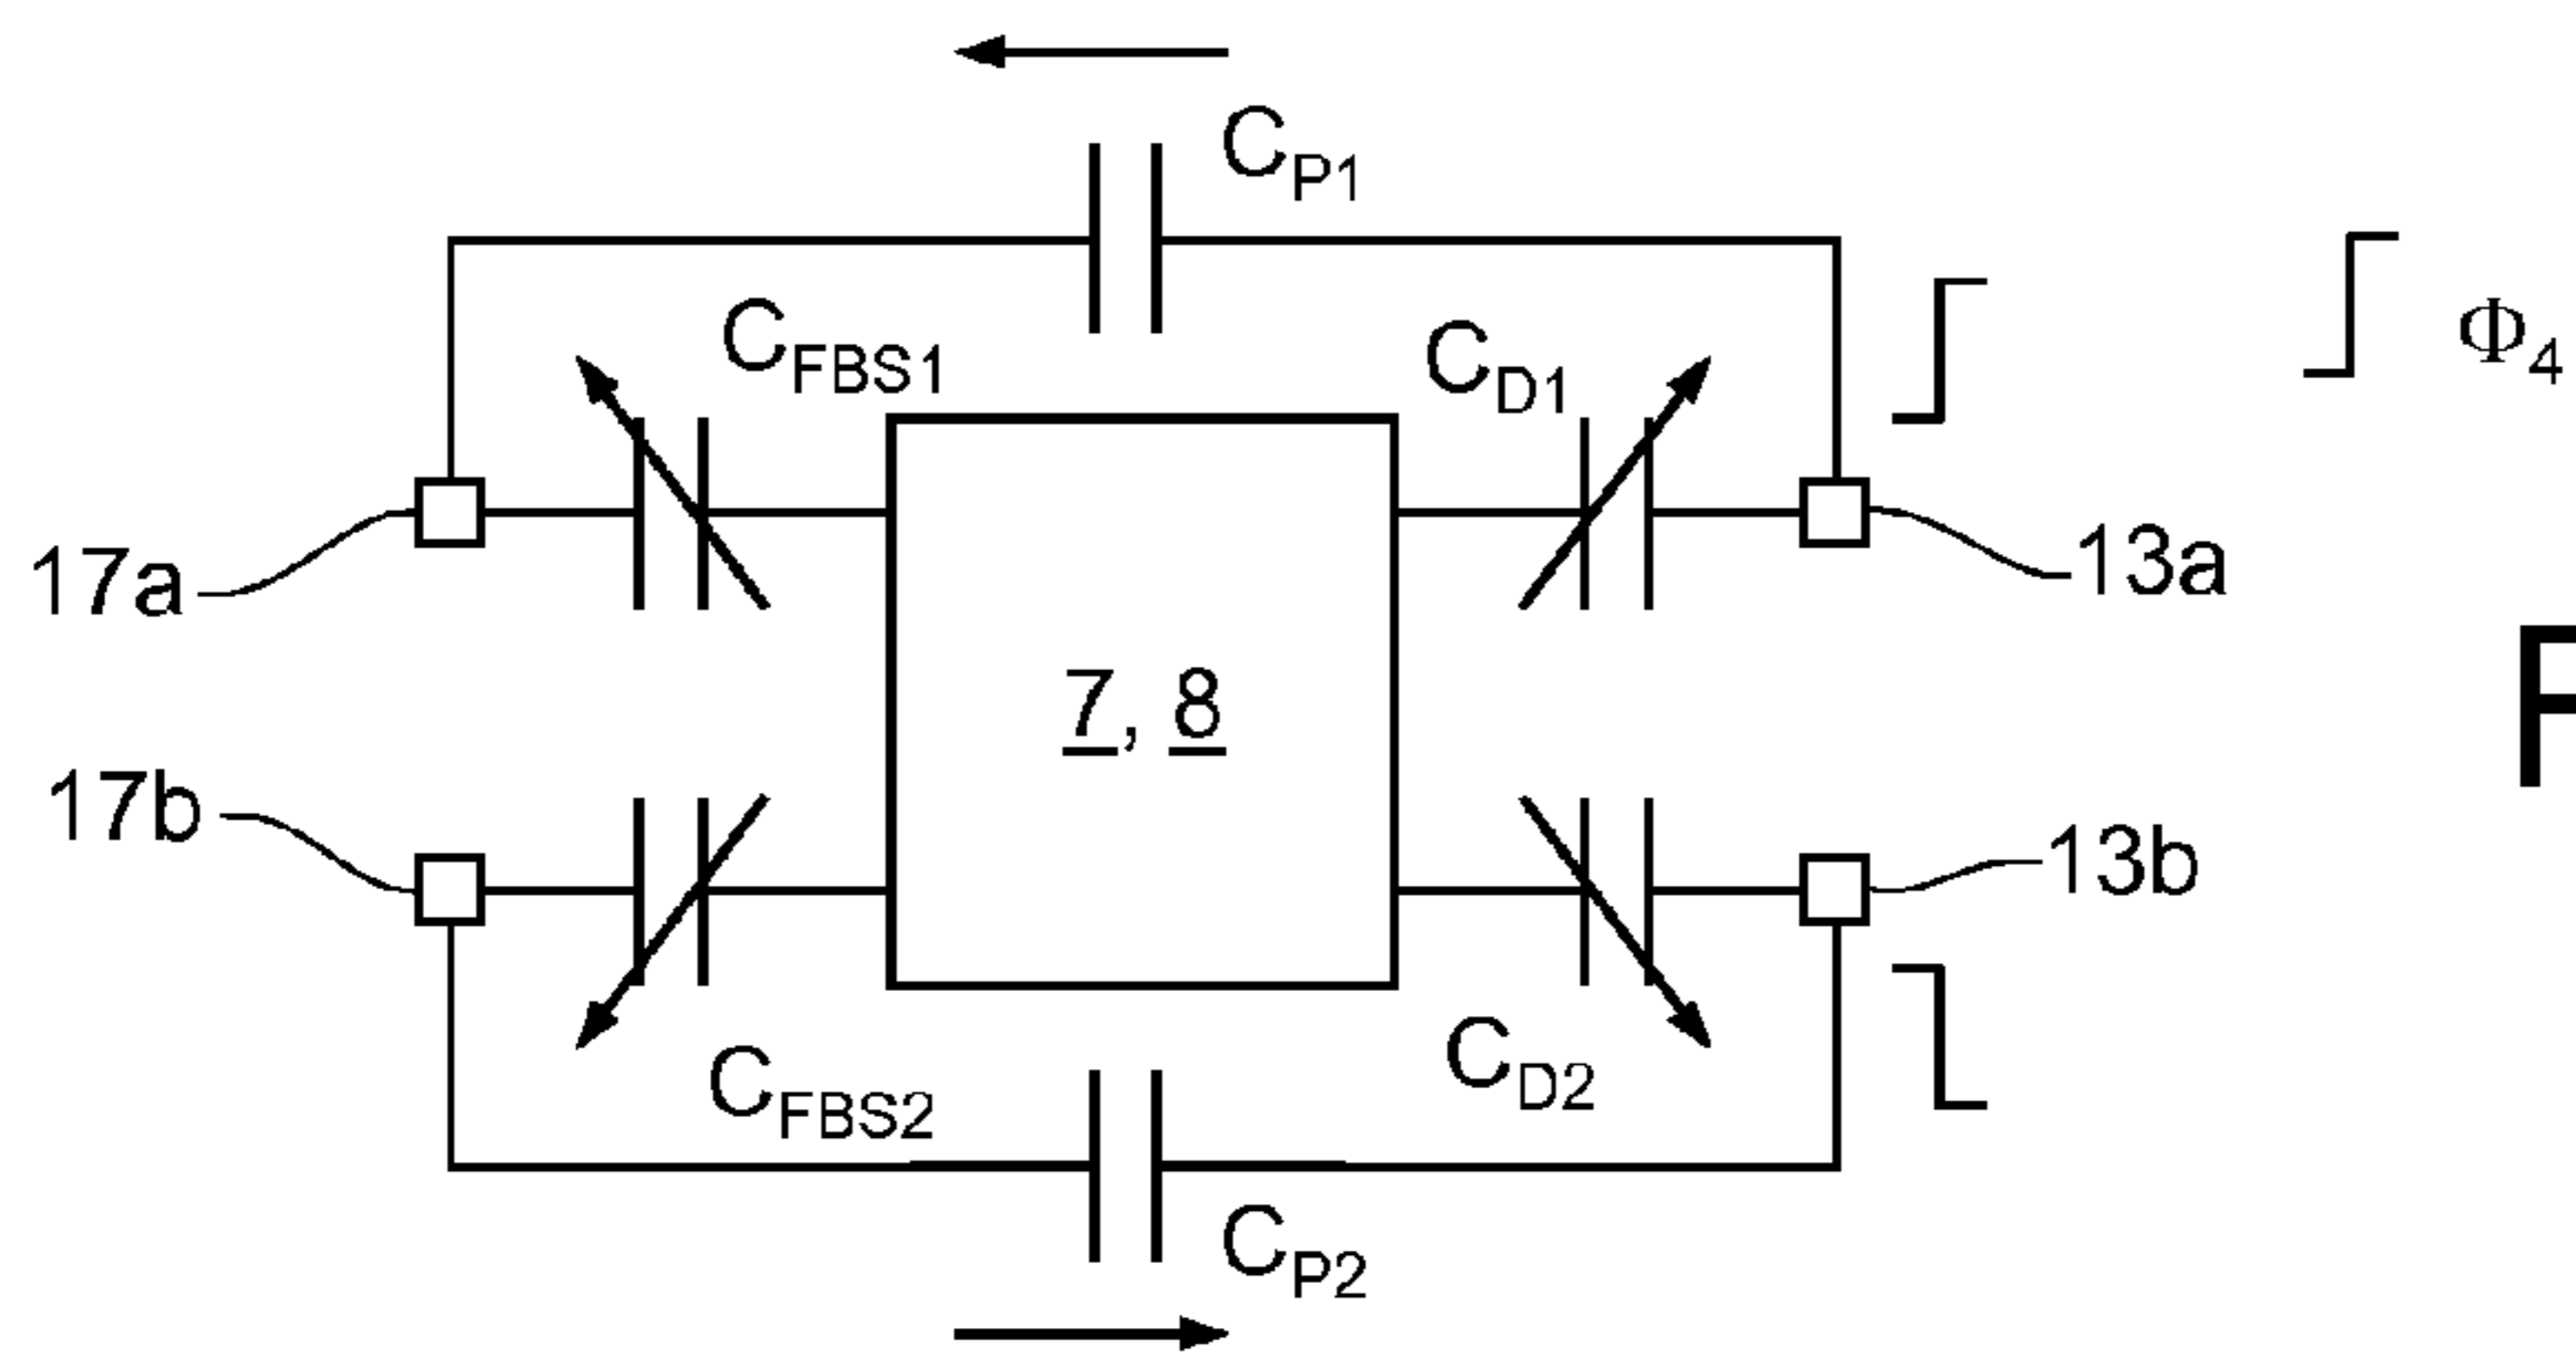 C_P1
C_FBS1 C_D1 Φ_4
17a 13a
7, 8
17b 13b
C_FBS2 C_D2
C_P2